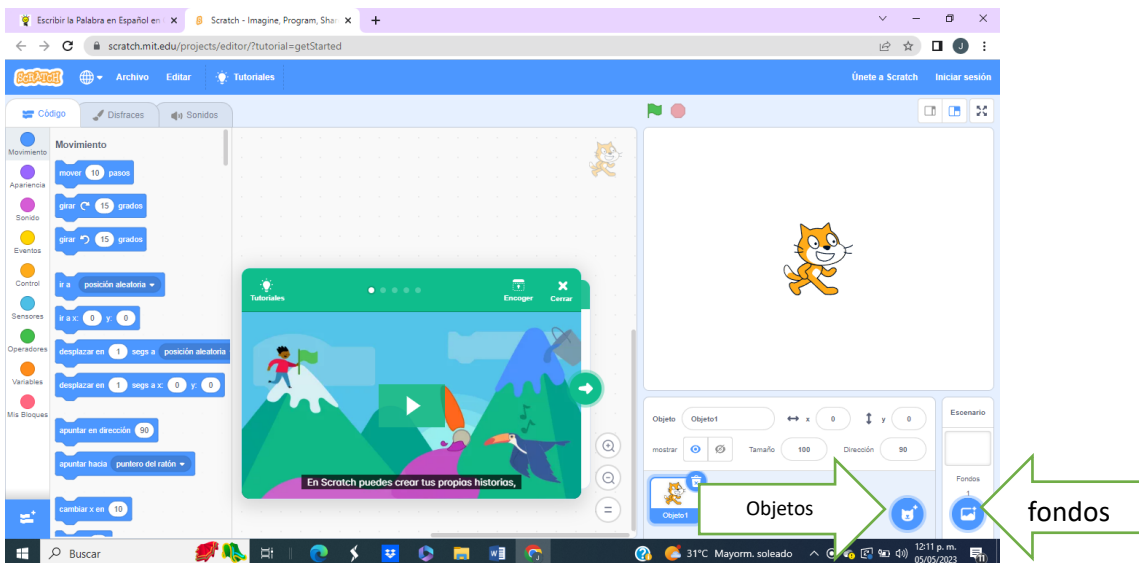 Escribir la Palabra en Español en
Scratch - Imagine, Program, Shar
scratch.mit.edu/projects/editor/?tutorial=getStarted
J
SCRATCH
Archivo
Editar
Tutoriales
Únete a Scratch
Iniciar sesión
Código
Disfraces
Sonidos
Movimiento
Apariencia
Sonido
Eventos
Control
Sensores
Operadores
Variables
Mis Bloques
Movimiento
mover 10 pasos
girar 15 grados
girar 15 grados
ir a posición aleatoria
ir a x: 0 y: 0
desplazar en 1 segs a posición aleatoria
desplazar en 1 segs a x: 0 y: 0
apuntar en dirección 90
apuntar hacia puntero del ratón
cambiar x en 10
Tutoriales
Encoger
Cerrar
En Scratch puedes crear tus propias historias,
Objeto Objeto1 x 0 y 0
mostrar Tamaño 100 Dirección 90
Objeto1
Escenario
Fondos
1
Objetos
fondos
Buscar
31°C Mayorm. soleado
12:11 p. m.
05/05/2023